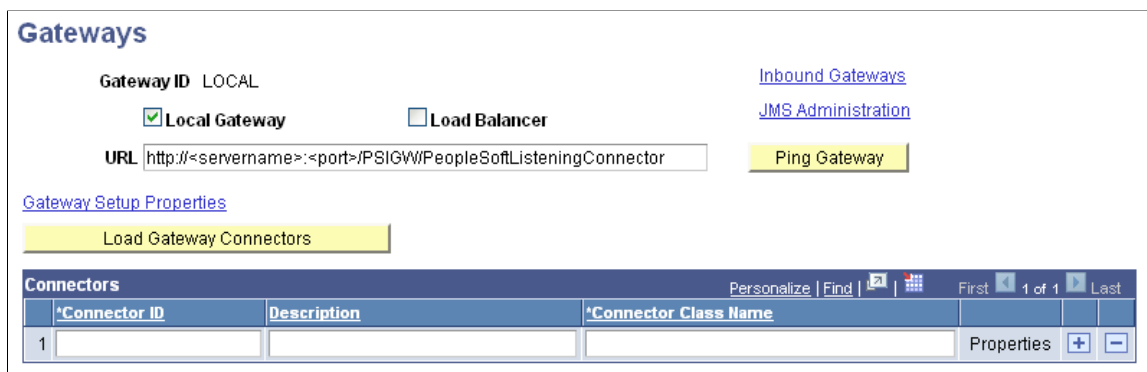 Gateways
Gateway ID LOCAL
Inbound Gateways
Local Gateway Load Balancer
JMS Administration
URL http://<servername>:<port>/PSIGW/PeopleSoftListeningConnector Ping Gateway
Gateway Setup Properties
Load Gateway Connectors
Connectors Personalize | Find | | First 1 of 1 Last
*Connector ID Description *Connector Class Name
1 Properties